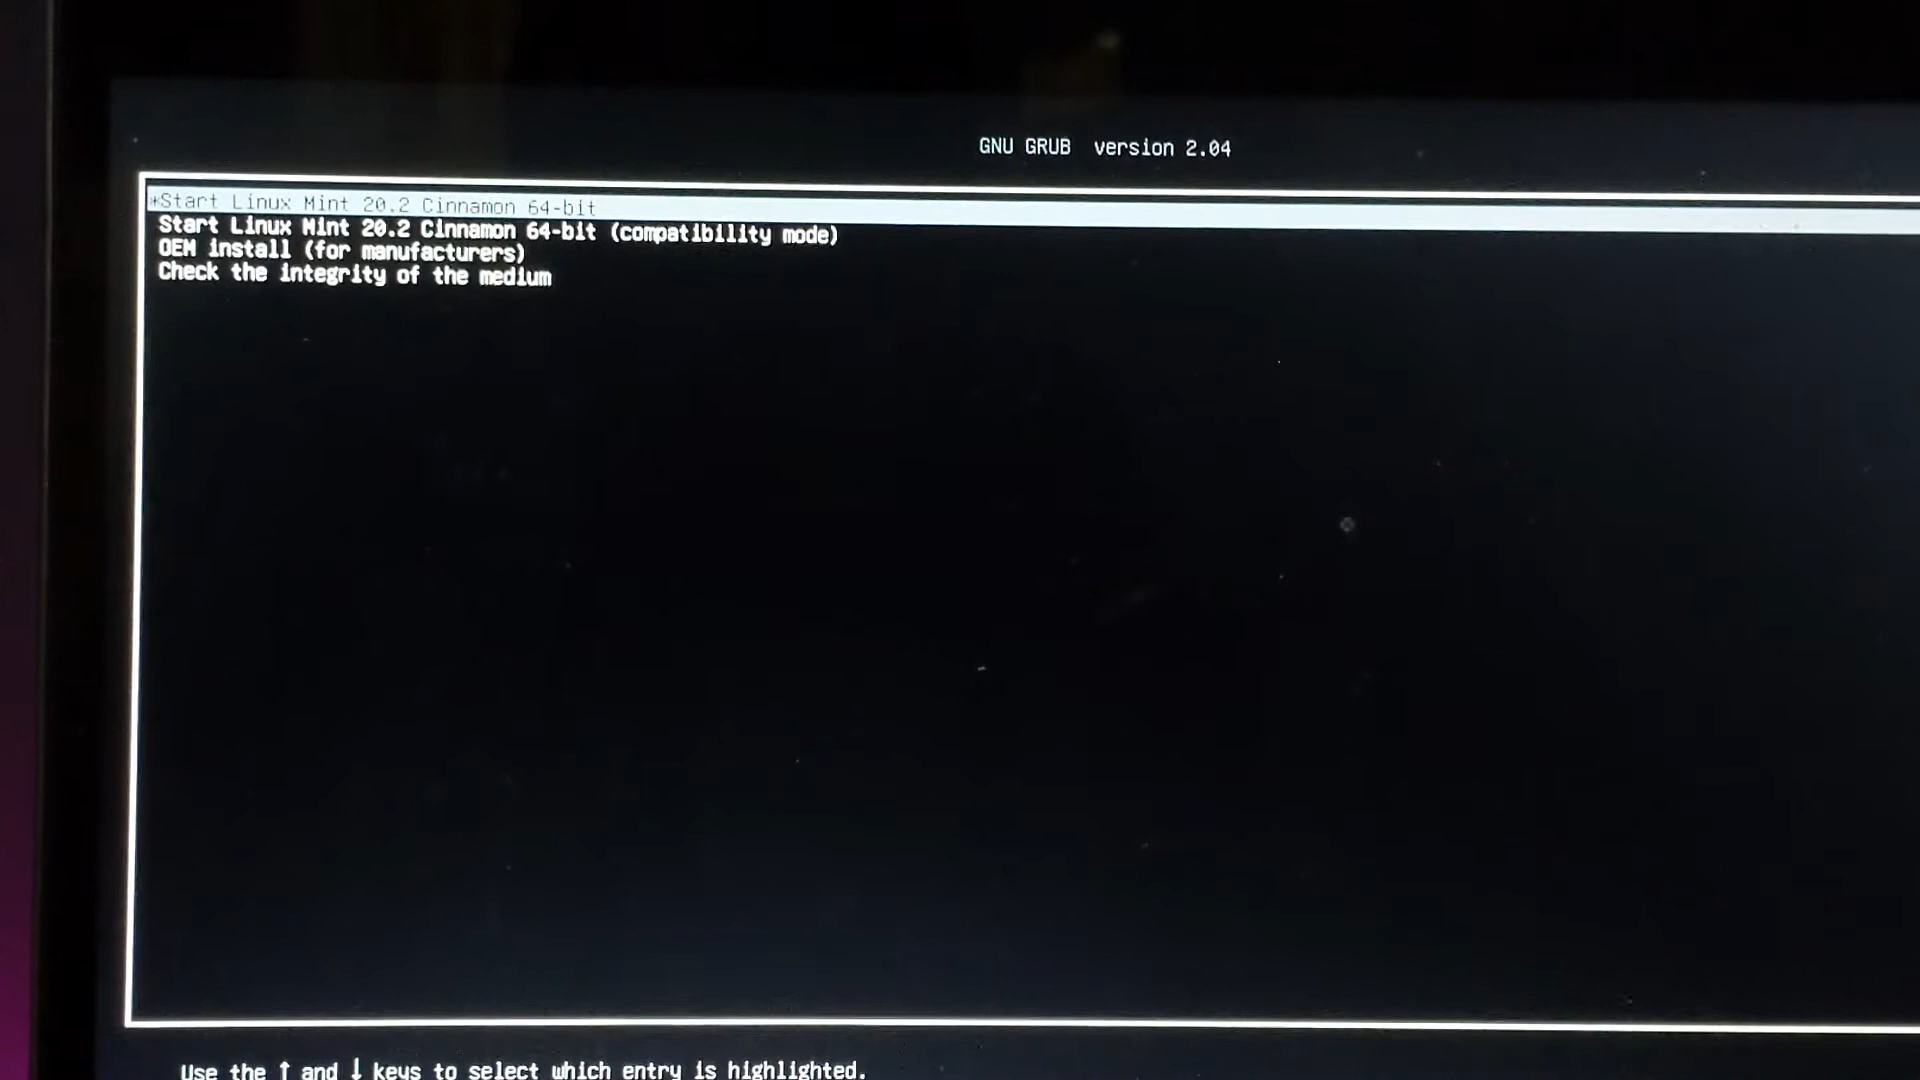 GNU GRUB version 2.04
*Start Linux Mint 20.2 Cinnamon 64-bit
Start Linux Mint 20.2 Cinnamon 64-bit (compatibility mode)
OEM install (for manufacturers)
Check the integrity of the medium
Use the ↑ and ↓ keys to select which entry is highlighted.